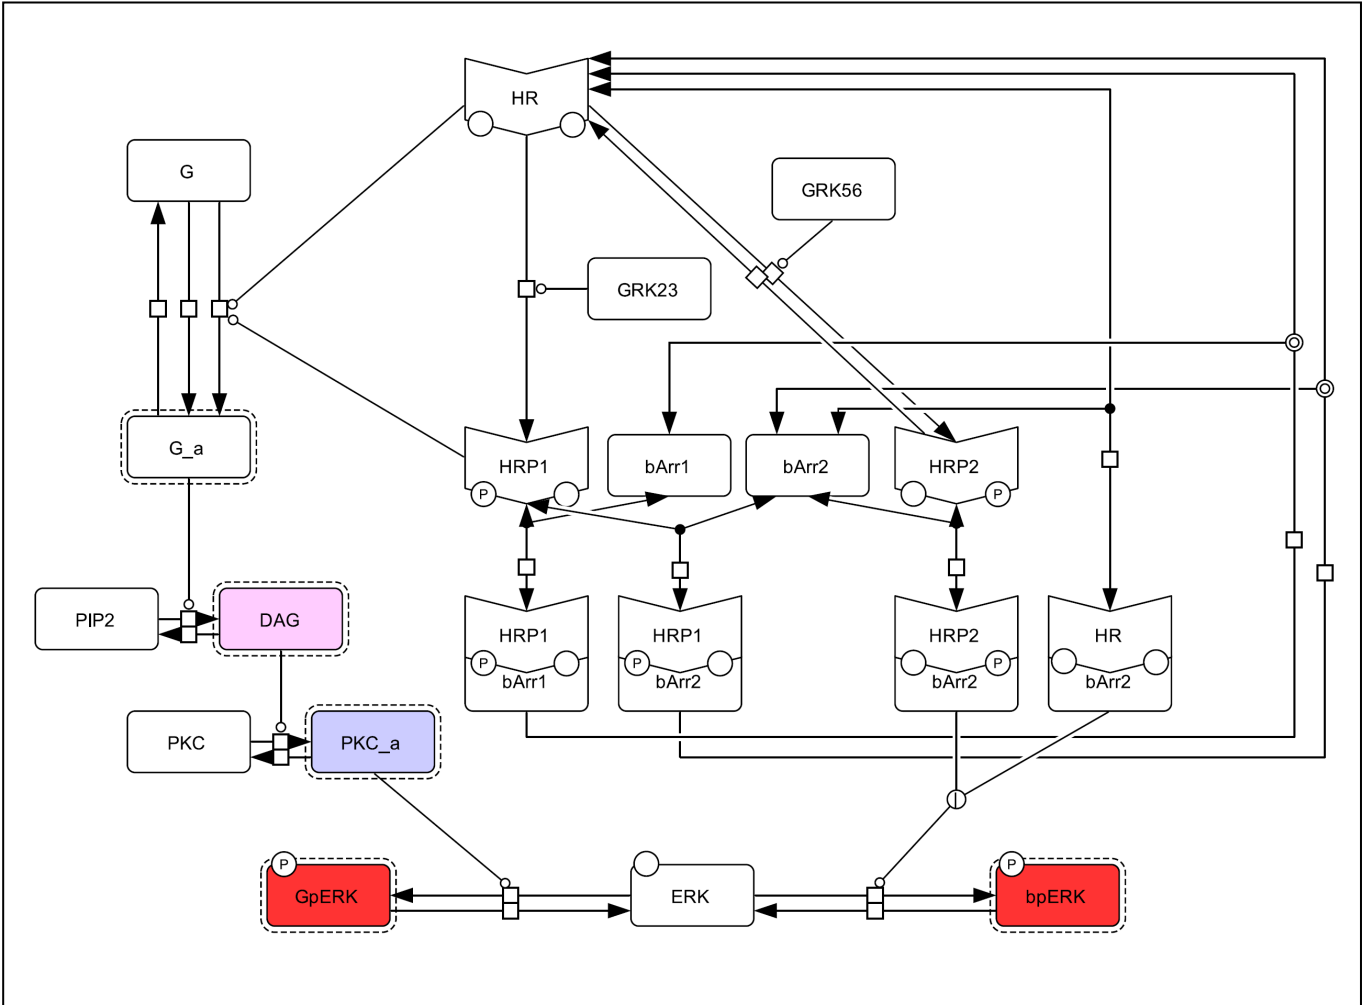 HR
G
GRK56
GRK23
G_a
HRP1
bArr1
bArr2
HRP2
P
P
PIP2
DAG
HRP1
HRP1
HRP2
HR
P
P
P
bArr1
bArr2
bArr2
bArr2
PKC
PKC_a
P
P
GpERK
ERK
bpERK